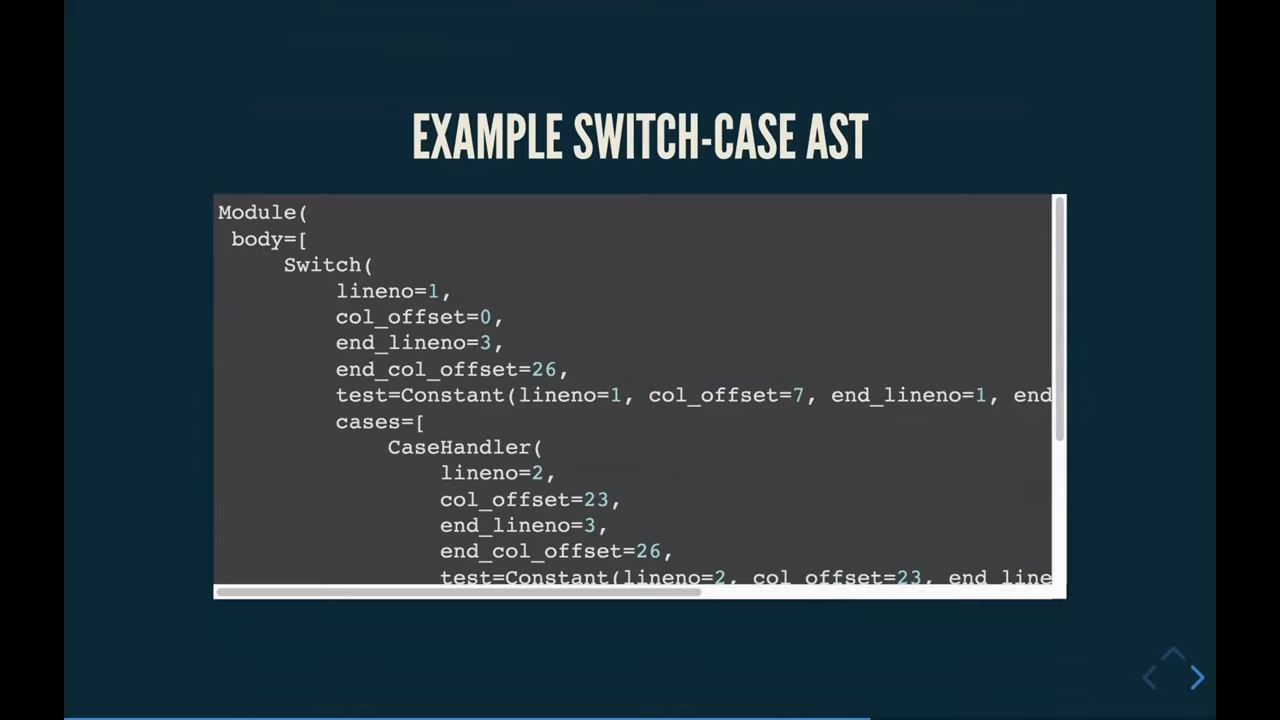 EXAMPLE SWITCH-CASE AST
Module(
body=[
Switch(
lineno=1,
col_offset=0,
end_lineno=3,
end_col_offset=26,
test=Constant(lineno=1, col_offset=7, end_lineno=1, end
cases=[
CaseHandler(
lineno=2,
col_offset=23,
end_lineno=3,
end_col_offset=26,
test=Constant(lineno=2, col_offset=23, end_line